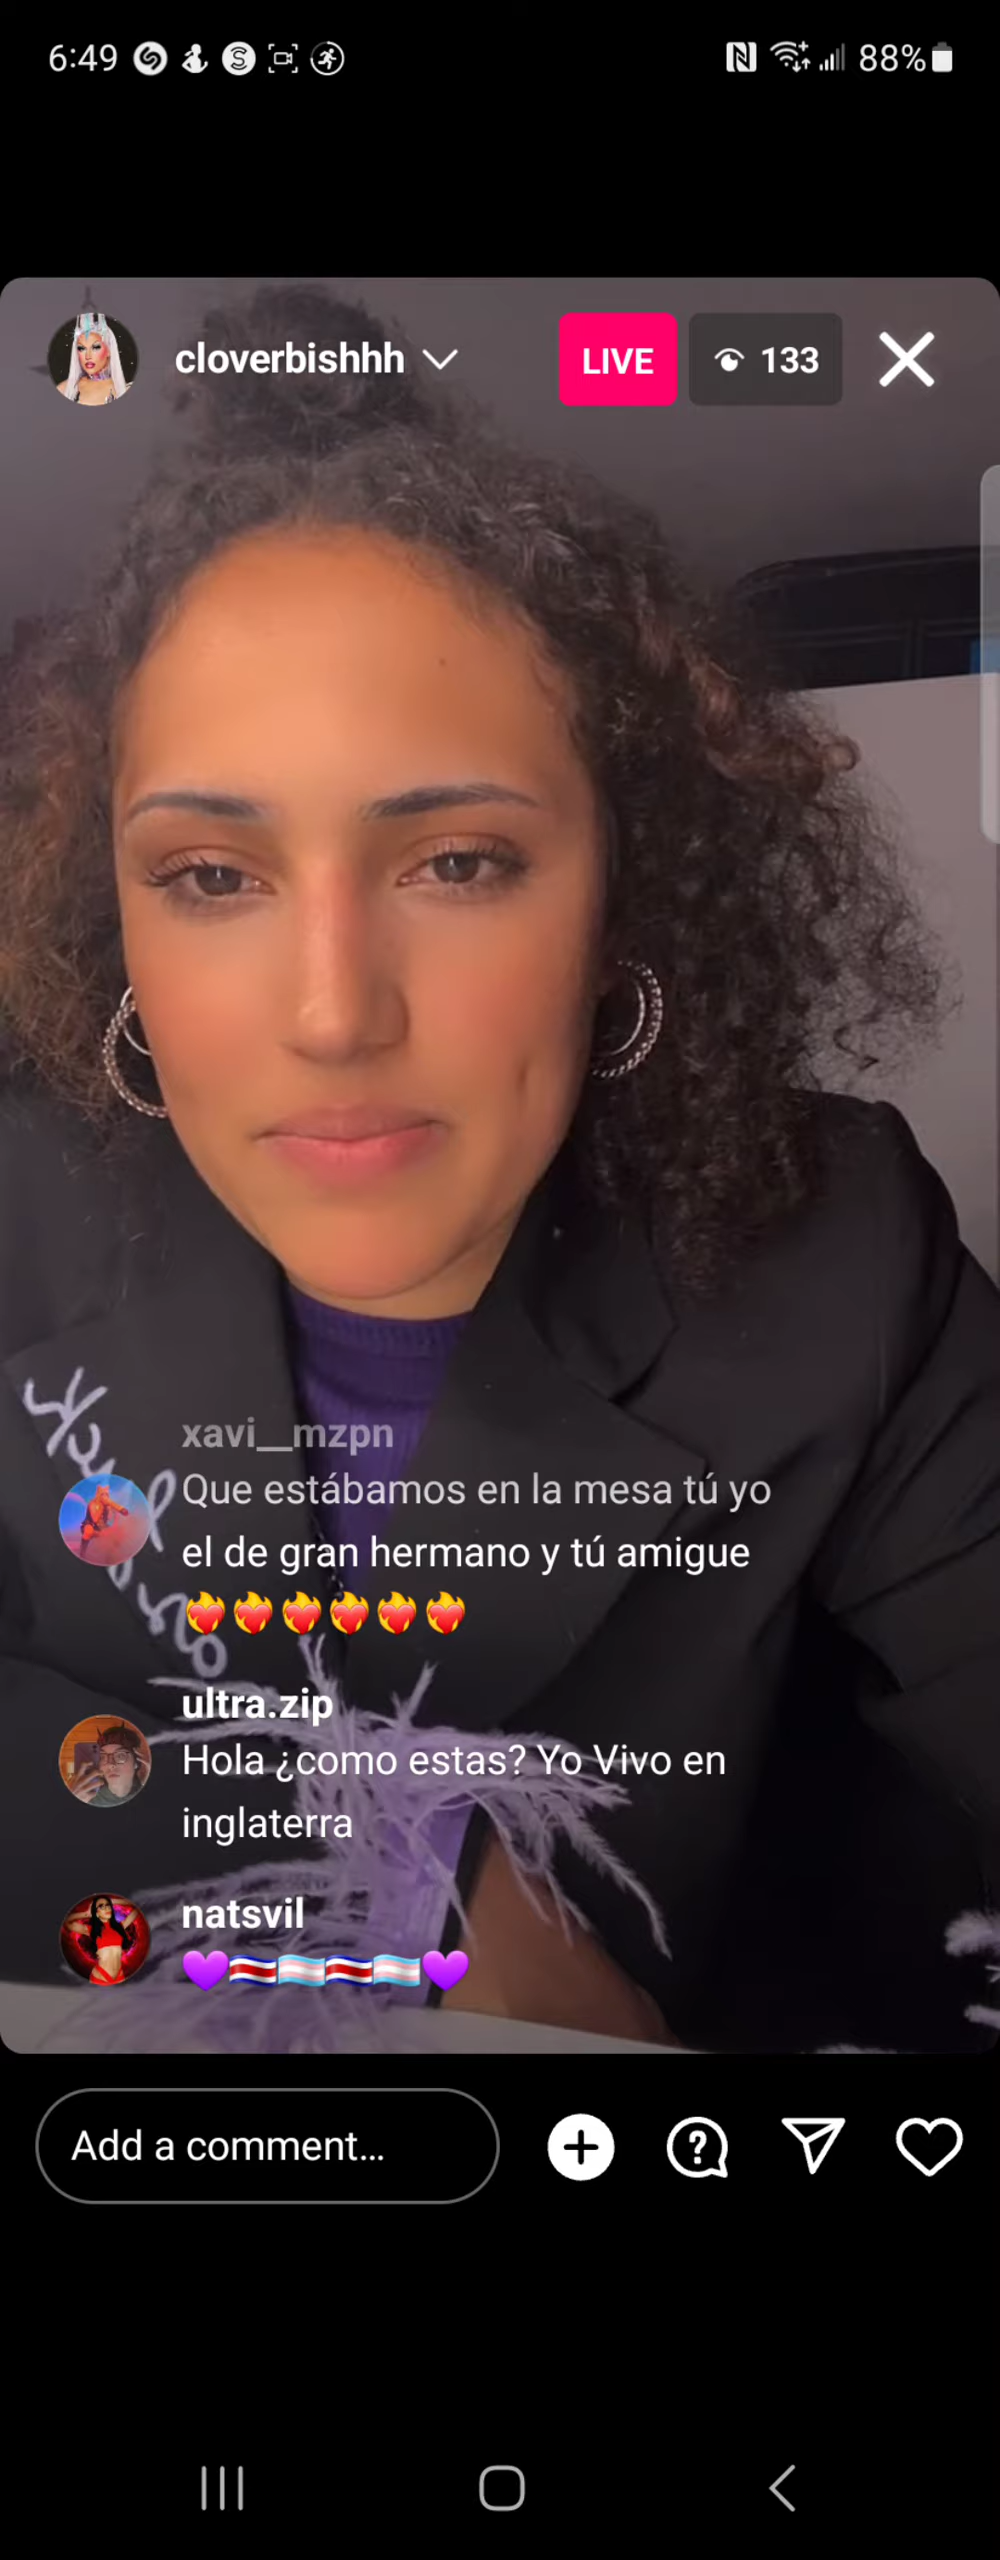 6:49
88%
cloverbishhh
LIVE
133
xavi__mzpn
Que estábamos en la mesa tú yo
el de gran hermano y tú amigue
❤️‍🔥❤️‍🔥❤️‍🔥❤️‍🔥❤️‍🔥❤️‍🔥
ultra.zip
Hola ¿como estas? Yo Vivo en
inglaterra
natsvil
💜🇨🇷🏳️‍⚧️🇨🇷🏳️‍⚧️💜
Add a comment...